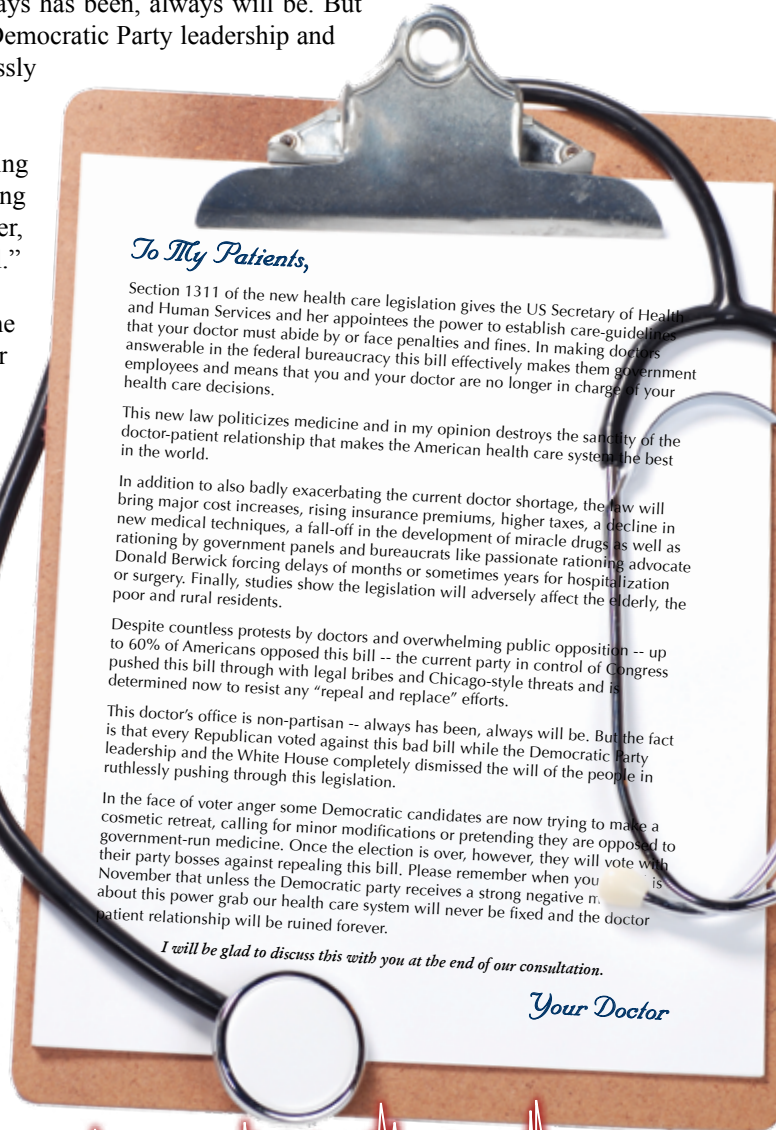 ays has been, always will be. But
Democratic Party leadership and
ssly
ing
ing
er,
.”
ne
r
To My Patients,
Section 1311 of the new health care legislation gives the US Secretary of Health
and Human Services and her appointees the power to establish care-guidelines
that your doctor must abide by or face penalties and fines. In making doctors
answerable in the federal bureaucracy this bill effectively makes them government
employees and means that you and your doctor are no longer in charge of your
health care decisions.
This new law politicizes medicine and in my opinion destroys the sanctity of the
doctor-patient relationship that makes the American health care system the best
in the world.
In addition to also badly exacerbating the current doctor shortage, the law will
bring major cost increases, rising insurance premiums, higher taxes, a decline in
new medical techniques, a fall-off in the development of miracle drugs as well as
rationing by government panels and bureaucrats like passionate rationing advocate
Donald Berwick forcing delays of months or sometimes years for hospitalization
or surgery. Finally, studies show the legislation will adversely affect the elderly, the
poor and rural residents.
Despite countless protests by doctors and overwhelming public opposition -- up
to 60% of Americans opposed this bill -- the current party in control of Congress
pushed this bill through with legal bribes and Chicago-style threats and is
determined now to resist any “repeal and replace” efforts.
This doctor’s office is non-partisan -- always has been, always will be. But the fact
is that every Republican voted against this bad bill while the Democratic Party
leadership and the White House completely dismissed the will of the people in
ruthlessly pushing through this legislation.
In the face of voter anger some Democratic candidates are now trying to make a
cosmetic retreat, calling for minor modifications or pretending they are opposed to
government-run medicine. Once the election is over, however, they will vote with
their party bosses against repealing this bill. Please remember when you is
November that unless the Democratic party receives a strong negative
about this power grab our health care system will never be fixed and the doctor
patient relationship will be ruined forever.
I will be glad to discuss this with you at the end of our consultation.
Your Doctor